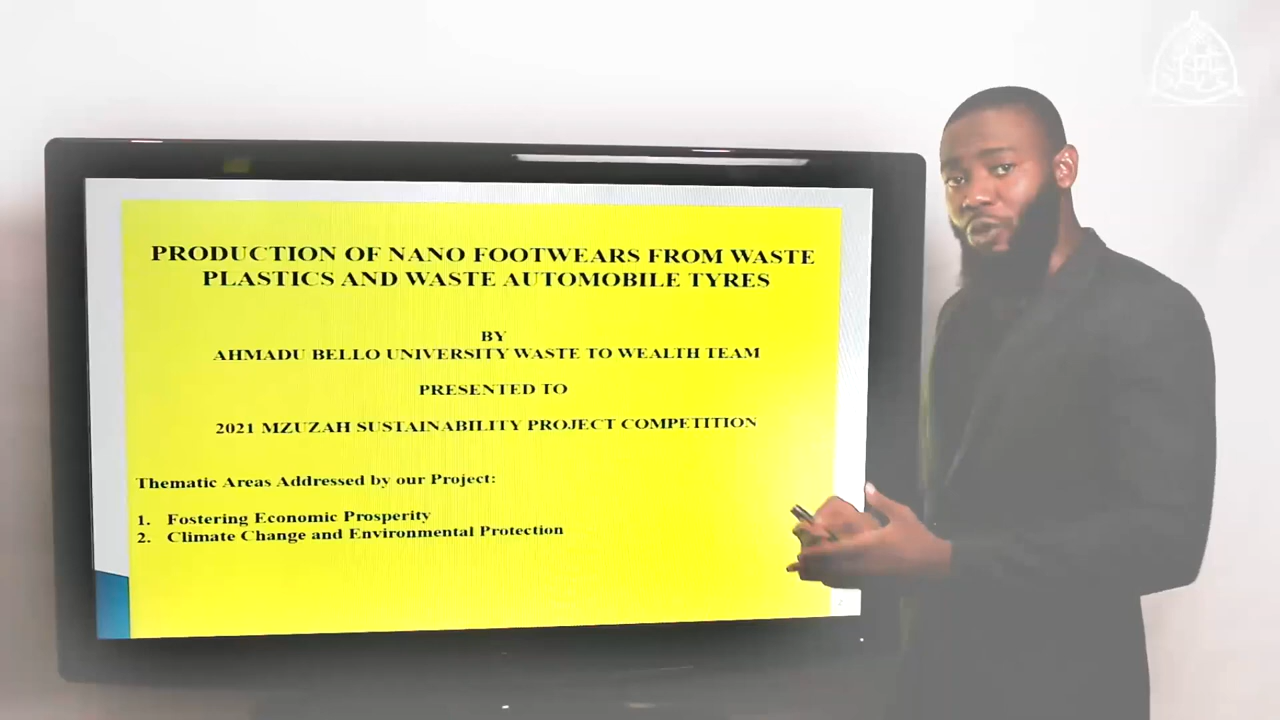 PRODUCTION OF NANO FOOTWEARS FROM WASTE
PLASTICS AND WASTE AUTOMOBILE TYRES
BY
AHMADU BELLO UNIVERSITY WASTE TO WEALTH TEAM
PRESENTED TO
2021 MZUZAH SUSTAINABILITY PROJECT COMPETITION
Thematic Areas Addressed by our Project:
1. Fostering Economic Prosperity
2. Climate Change and Environmental Protection